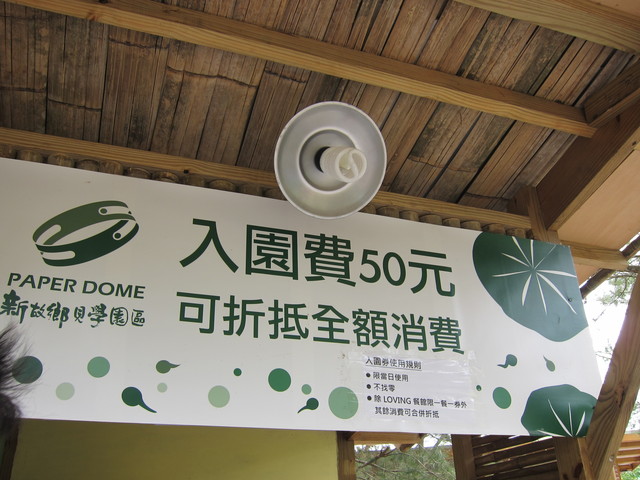 入園費50元
可折抵全額消費
PAPER DOME
新故鄉見學園區
入園券使用規則
● 限當日使用
● 不找零
● 除 LOVING 餐館限一餐一券外
其餘消費可合併折抵